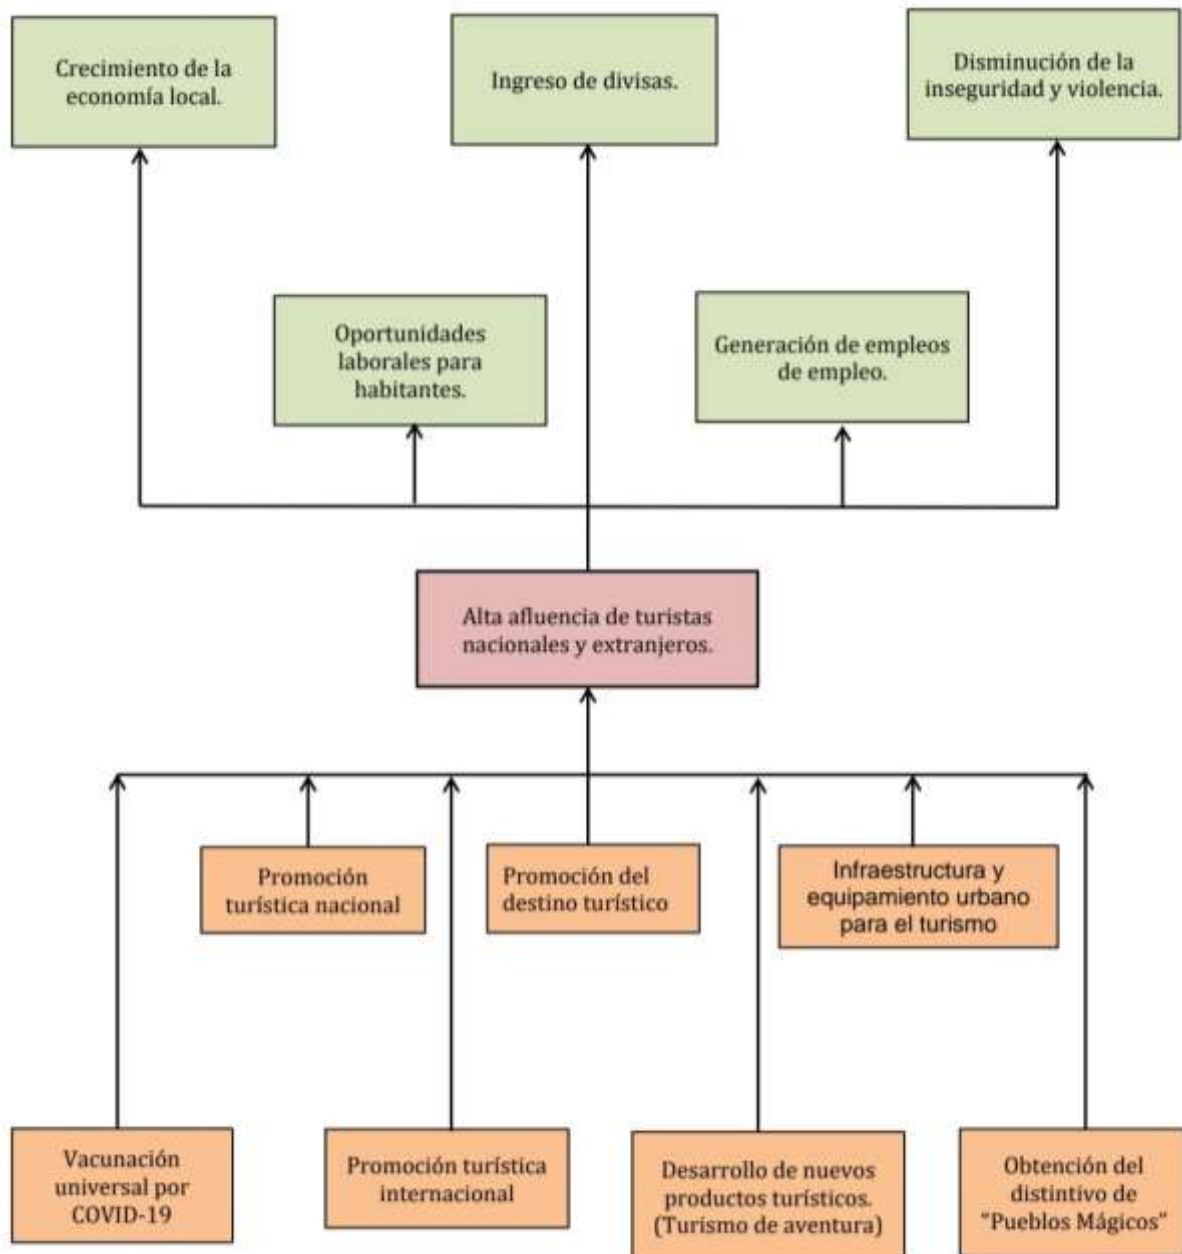 Crecimiento de la
economía local.
Ingreso de divisas.
Disminución de la
inseguridad y violencia.
Oportunidades
laborales para
habitantes.
Generación de empleos
de empleo.
Alta afluencia de turistas
nacionales y extranjeros.
Promoción
turística nacional
Promoción del
destino turístico
Infraestructura y
equipamiento urbano
para el turismo
Vacunación
universal por
COVID-19
Promoción turística
internacional
Desarrollo de nuevos
productos turísticos.
(Turismo de aventura)
Obtención del
distintivo de
"Pueblos Mágicos"